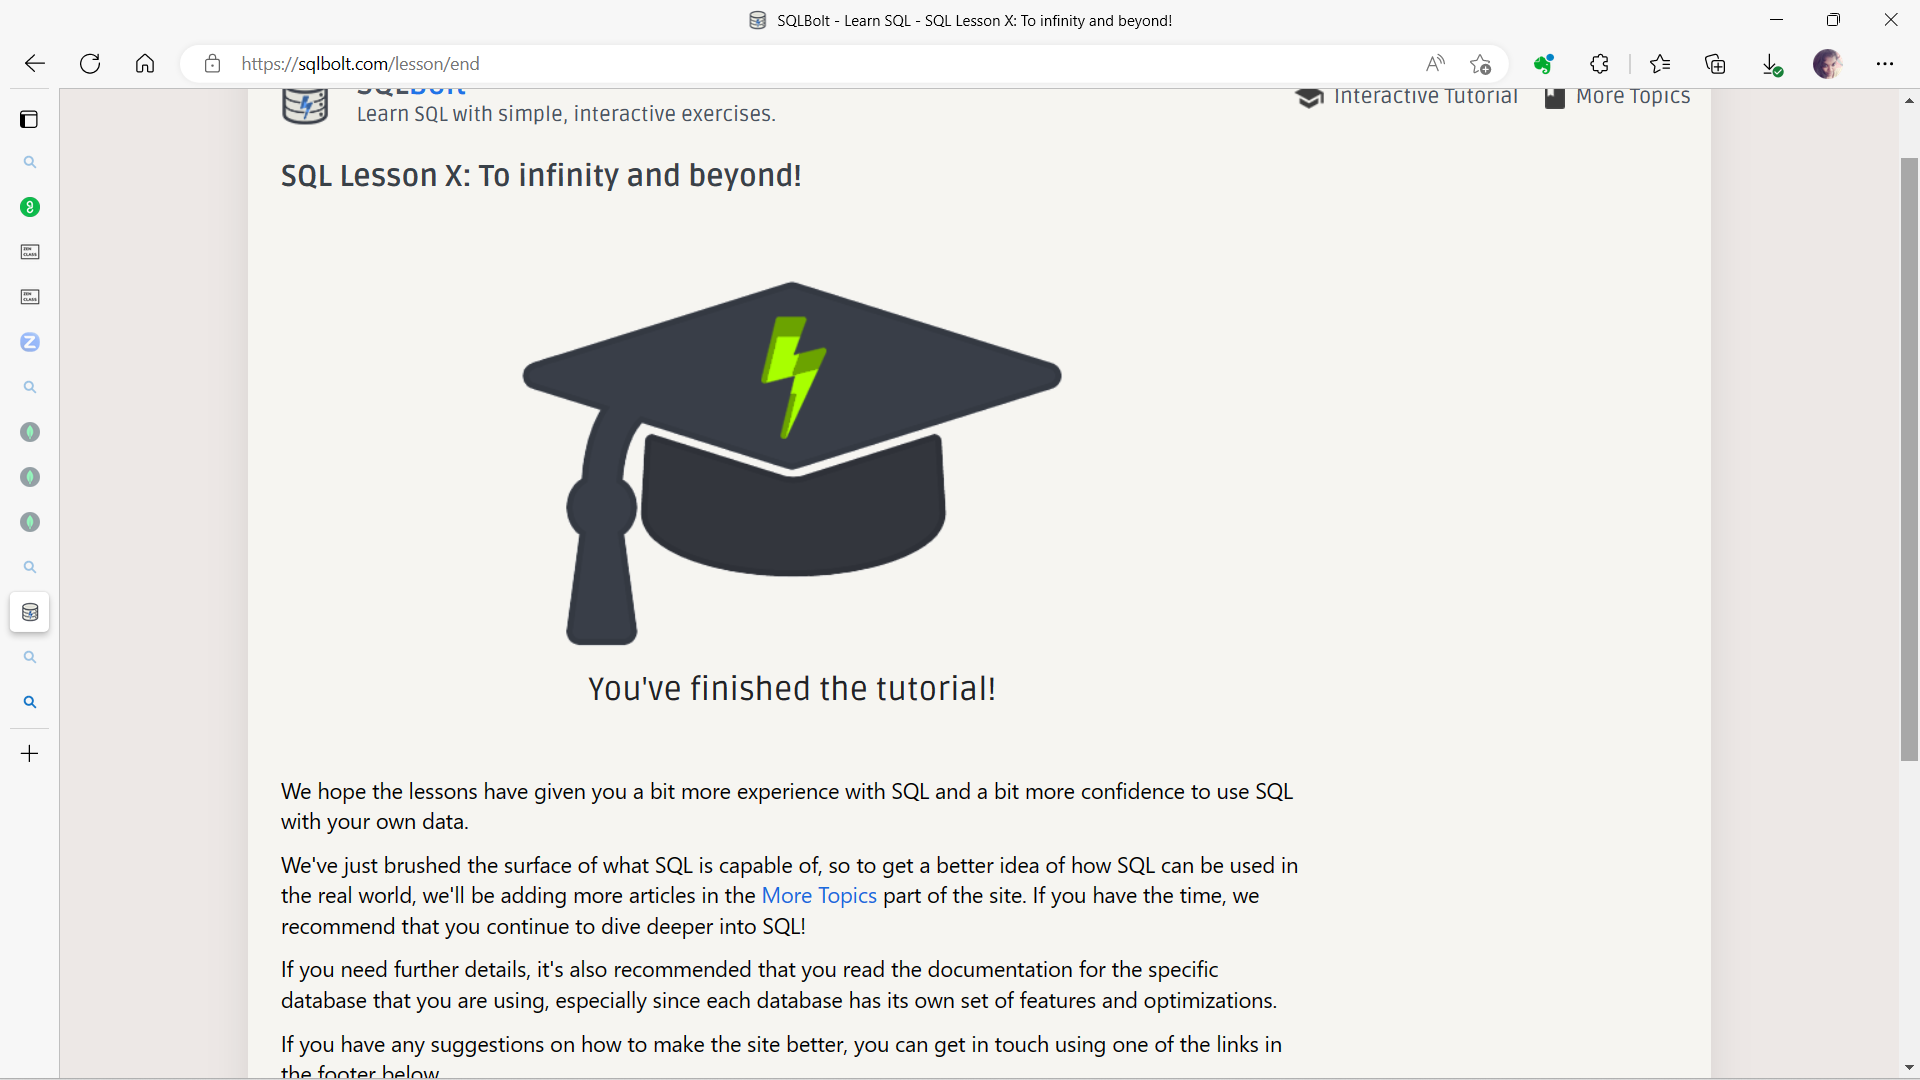 SQLBolt - Learn SQL - SQL Lesson X: To infinity and beyond!
https://sqlbolt.com/lesson/end
SQLBolt
Learn SQL with simple, interactive exercises.
Interactive Tutorial
More Topics
SQL Lesson X: To infinity and beyond!
You've finished the tutorial!
We hope the lessons have given you a bit more experience with SQL and a bit more confidence to use SQL
with your own data.
We've just brushed the surface of what SQL is capable of, so to get a better idea of how SQL can be used in
the real world, we'll be adding more articles in the More Topics part of the site. If you have the time, we
recommend that you continue to dive deeper into SQL!
If you need further details, it's also recommended that you read the documentation for the specific
database that you are using, especially since each database has its own set of features and optimizations.
If you have any suggestions on how to make the site better, you can get in touch using one of the links in
the footer below.
ZEN CLASS
ZEN CLASS
Z